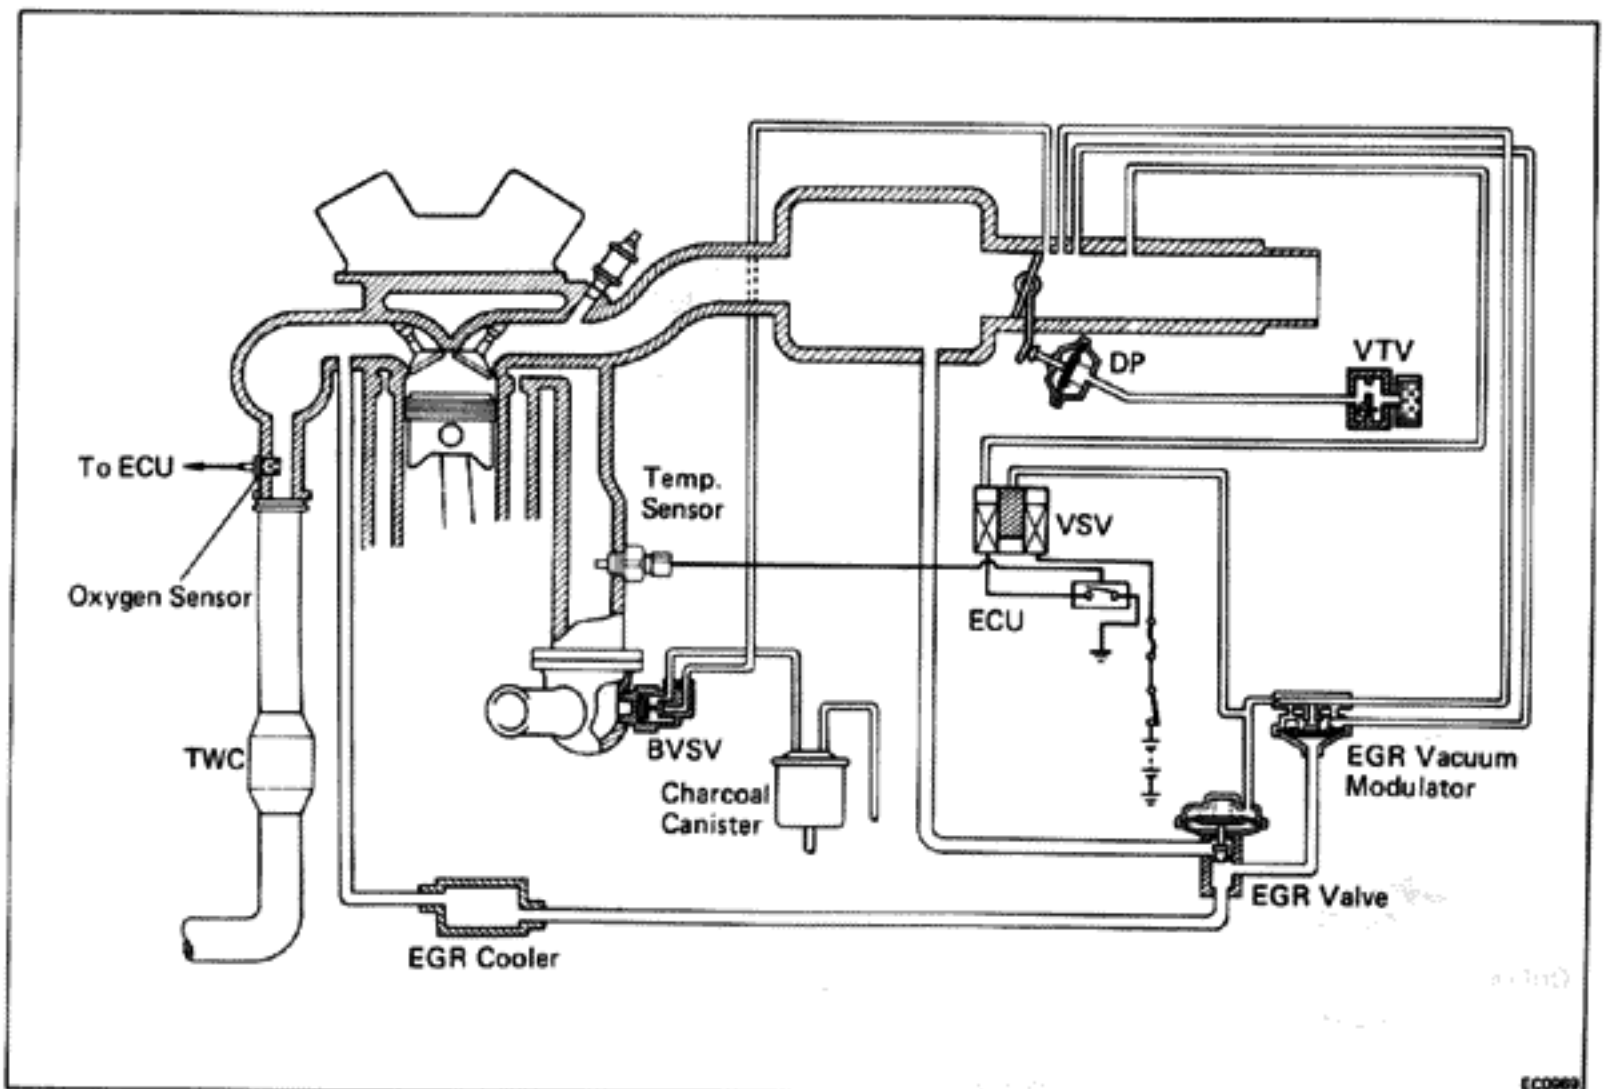 DP
VTV
To ECU
Temp.
Sensor
VSV
Oxygen Sensor
ECU
TWC
BVSV
EGR Vacuum
Modulator
Charcoal
Canister
EGR Valve
EGR Cooler